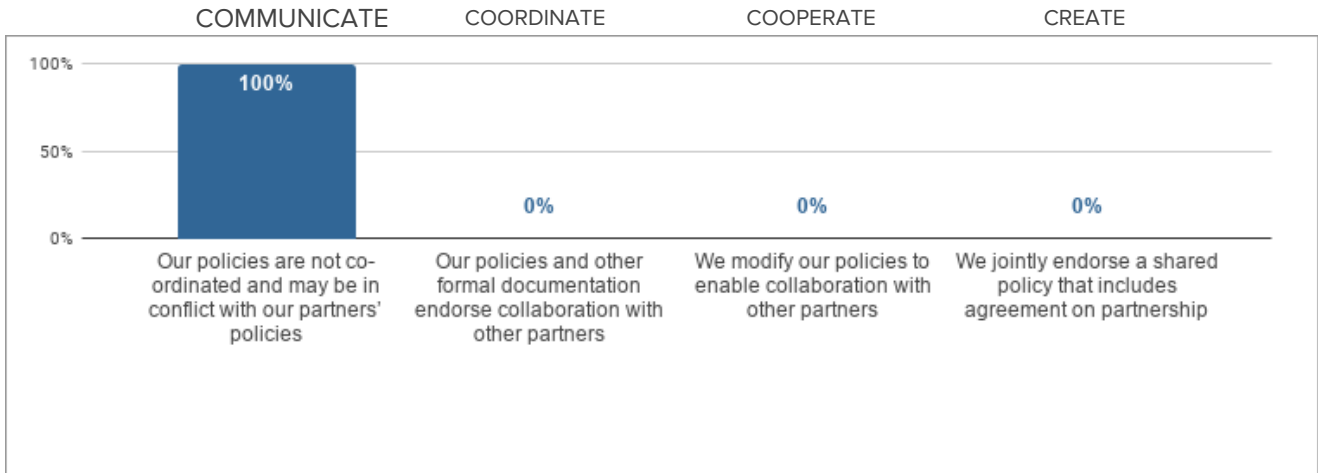 COMMUNICATE COORDINATE COOPERATE CREATE
100%
100%
50%
0% 0% 0%
0%
Our policies are not co-
ordinated and may be in
conflict with our partners'
policies
Our policies and other
formal documentation
endorse collaboration with
other partners
We modify our policies to
enable collaboration with
other partners
We jointly endorse a shared
policy that includes
agreement on partnership